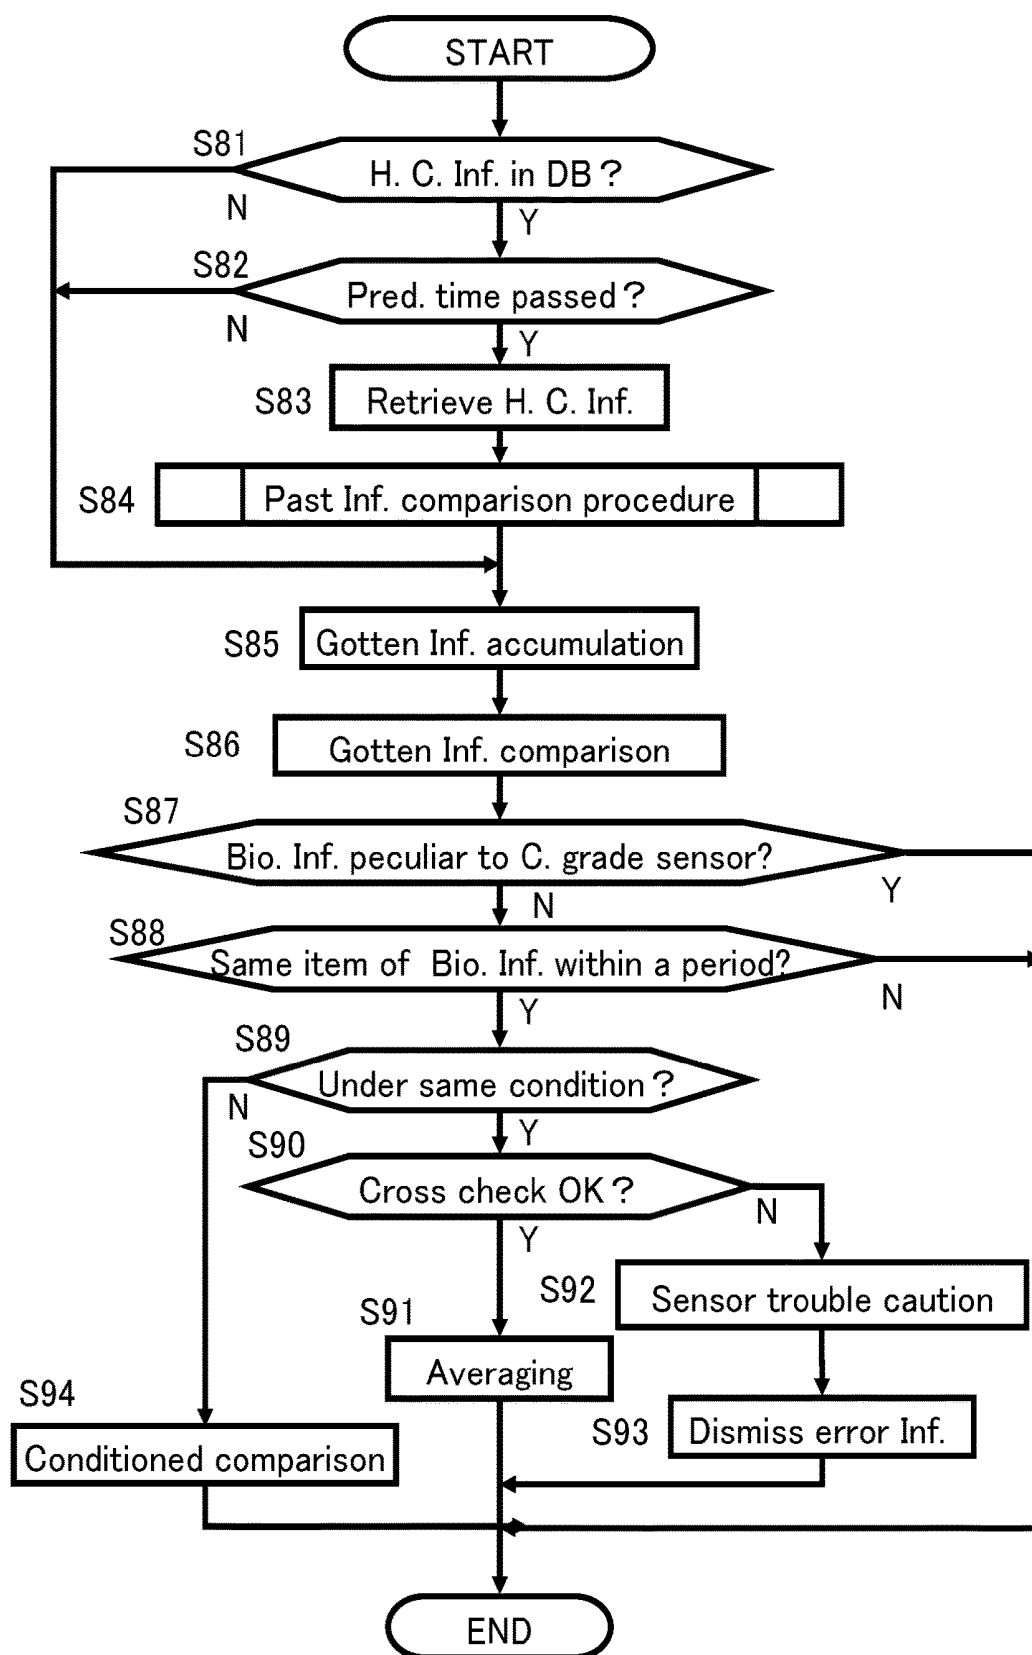 START
S81
H. C. Inf. in DB ?
N
Y
S82
Pred. time passed ?
N
Y
S83
Retrieve H. C. Inf.
S84
Past Inf. comparison procedure
S85
Gotten Inf. accumulation
S86
Gotten Inf. comparison
S87
Bio. Inf. peculiar to C. grade sensor?
Y
N
S88
Same item of Bio. Inf. within a period?
N
Y
S89
Under same condition ?
N
Y
S90
Cross check OK ?
N
Y
S92
Sensor trouble caution
S91
Averaging
S94
Conditioned comparison
S93
Dismiss error Inf.
END